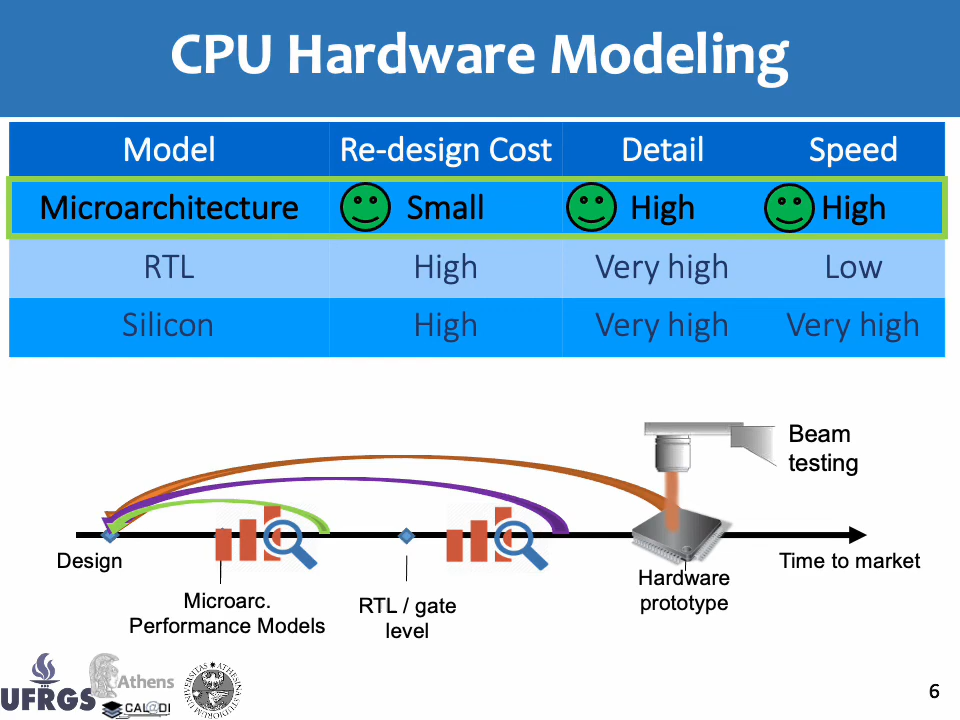 CPU Hardware Modeling
Model Re-design Cost Detail Speed
Microarchitecture Small High High
RTL High Very high Low
Silicon High Very high Very high
Beam
testing
Design
Time to market
Microarc.
Performance Models
RTL / gate
level
Hardware
prototype
UFRGS
Athens
CAL@DI
6